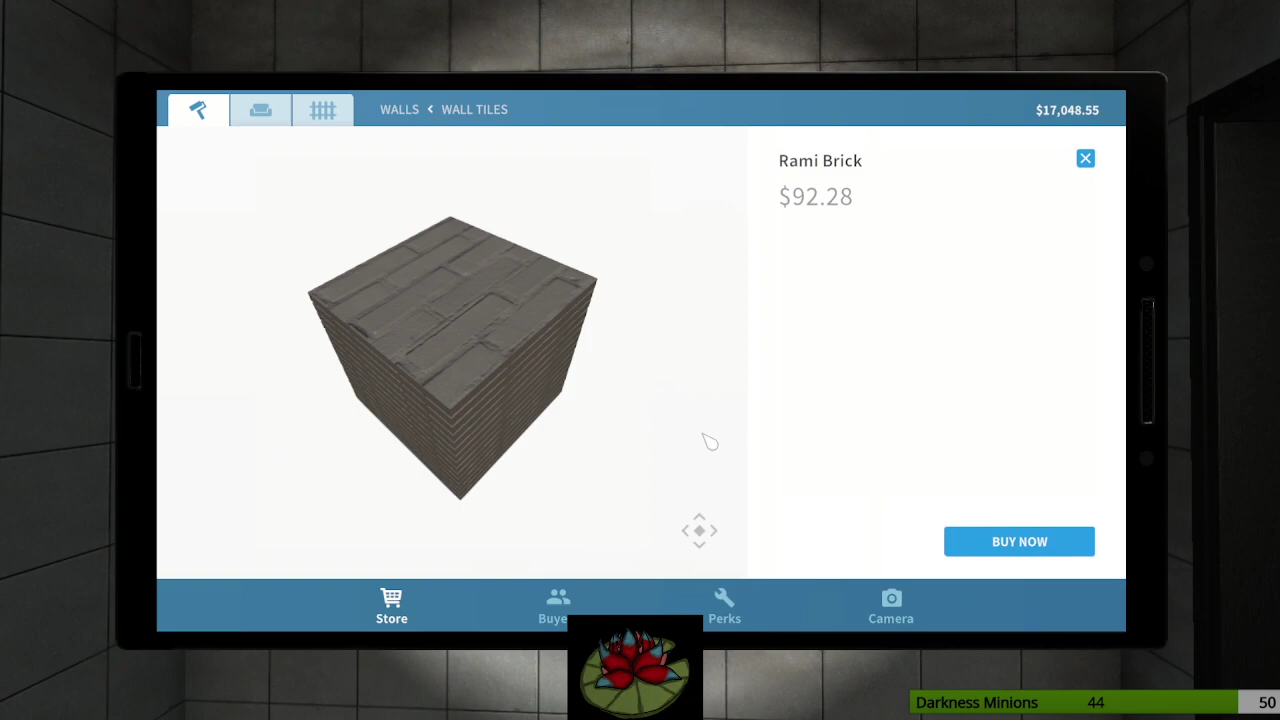 WALLS < WALL TILES
$17,048.55
Rami Brick
$92.28
BUY NOW
Store
Buye
Perks
Camera
Darkness Minions 44 50